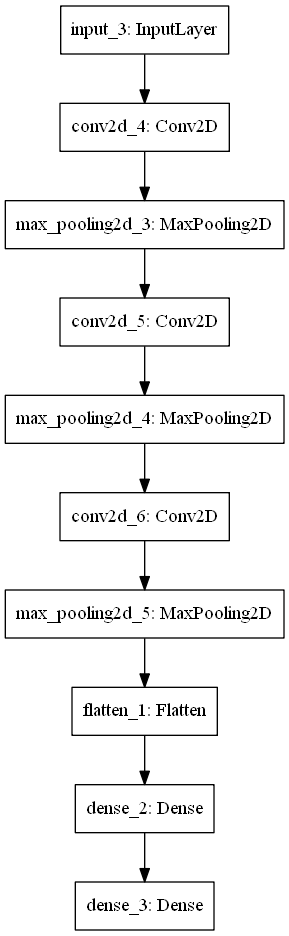 input_3: InputLayer
conv2d_4: Conv2D
max_pooling2d_3: MaxPooling2D
conv2d_5: Conv2D
max_pooling2d_4: MaxPooling2D
conv2d_6: Conv2D
max_pooling2d_5: MaxPooling2D
flatten_1: Flatten
dense_2: Dense
dense_3: Dense